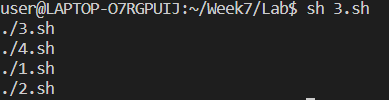 user@LAPTOP-O7RGPUIJ:~/Week7/Lab$ sh 3.sh
./3.sh
./4.sh
./1.sh
./2.sh